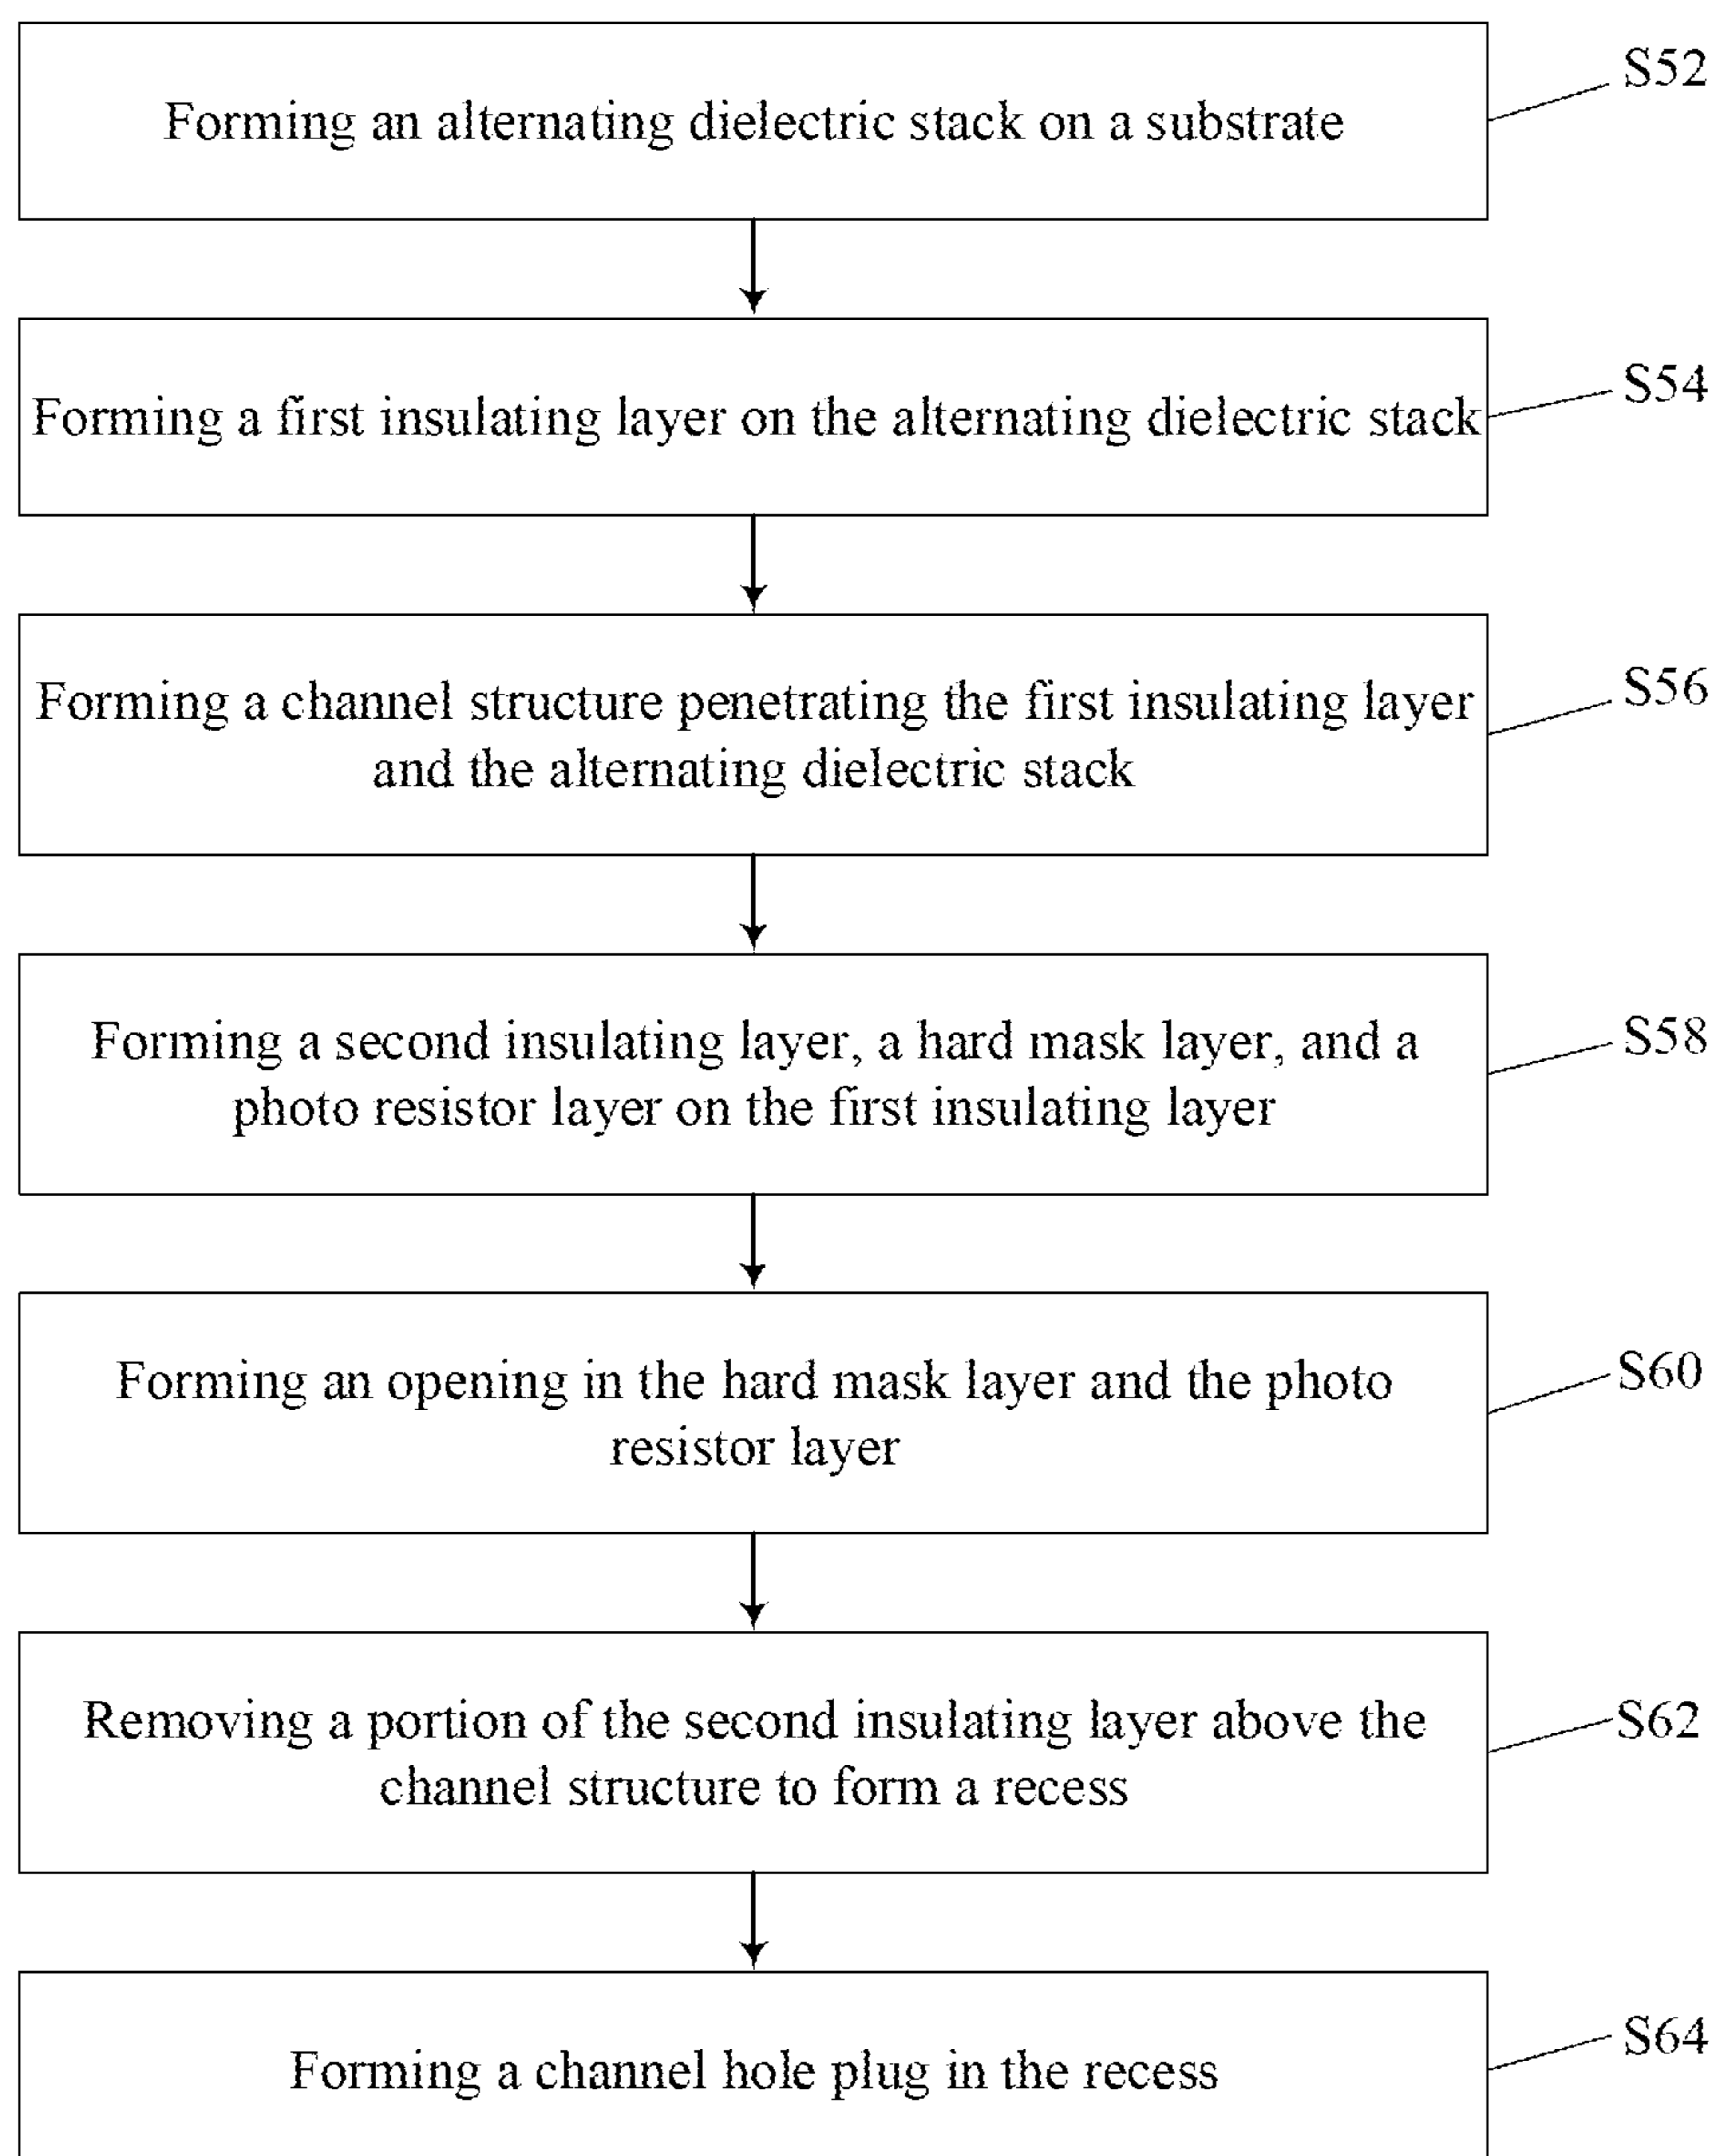 Forming an alternating dielectric stack on a substrate
S52
Forming a first insulating layer on the alternating dielectric stack
S54
Forming a channel structure penetrating the first insulating layer
and the alternating dielectric stack
S56
Forming a second insulating layer, a hard mask layer, and a
photo resistor layer on the first insulating layer
S58
Forming an opening in the hard mask layer and the photo
resistor layer
S60
Removing a portion of the second insulating layer above the
channel structure to form a recess
S62
Forming a channel hole plug in the recess
S64